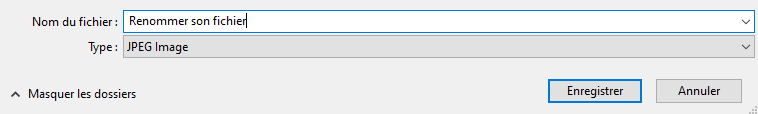 Nom du fichier : Renommer son fichier
Type : JPEG Image
Masquer les dossiers Enregistrer Annuler